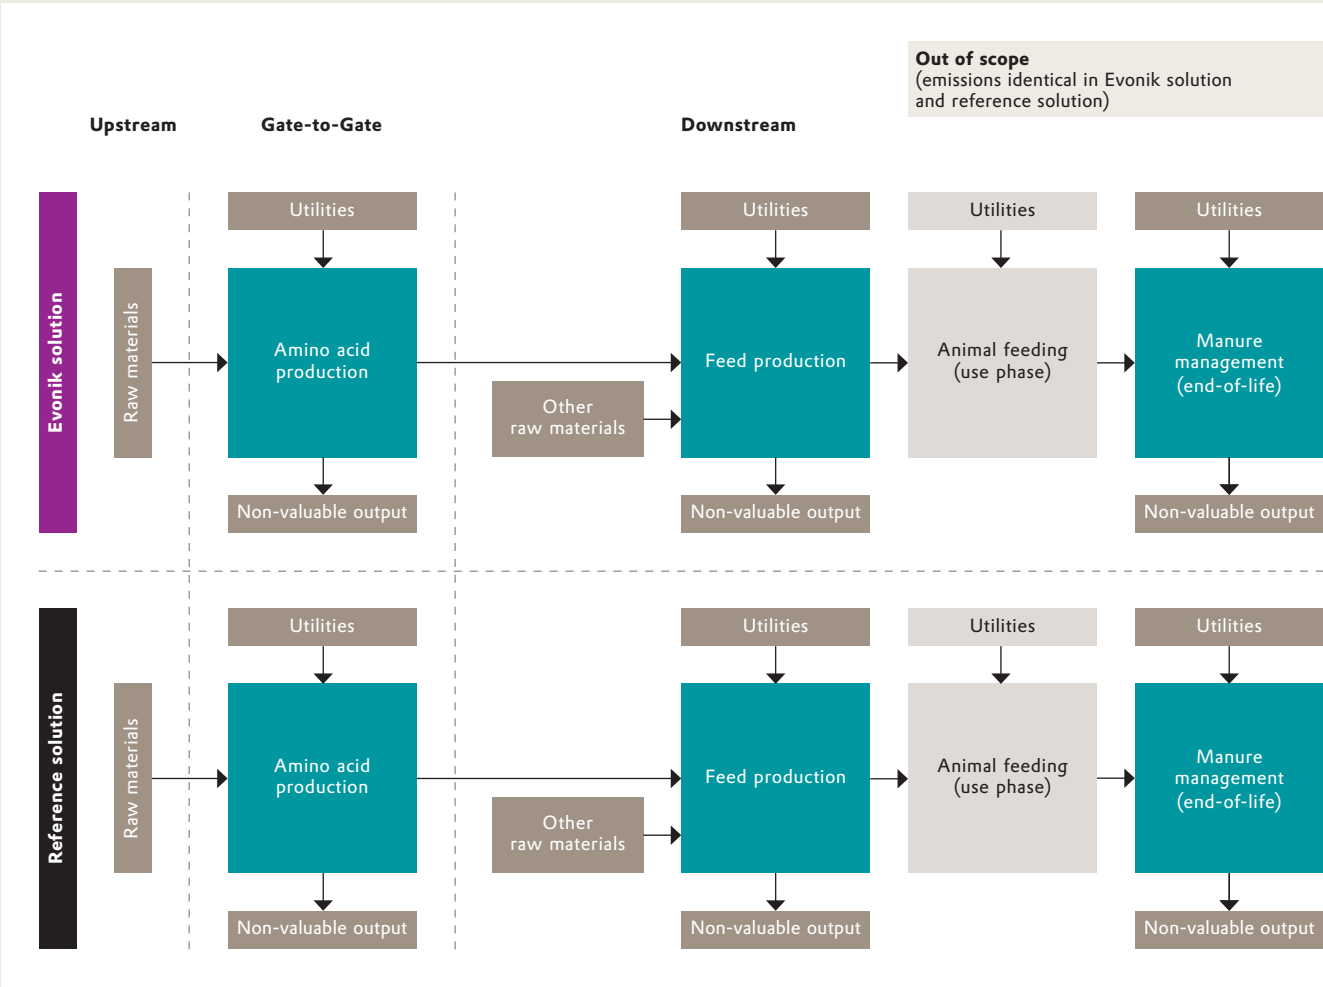 Out of scope
(emissions identical in Evonik solution
and reference solution)
Upstream
Gate-to-Gate
Downstream
Evonik solution
Raw materials
Utilities
Amino acid
production
Non-valuable output
Other
raw materials
Utilities
Feed production
Non-valuable output
Utilities
Animal feeding
(use phase)
Utilities
Manure
management
(end-of-life)
Non-valuable output
Reference solution
Raw materials
Utilities
Amino acid
production
Non-valuable output
Other
raw materials
Utilities
Feed production
Non-valuable output
Utilities
Animal feeding
(use phase)
Utilities
Manure
management
(end-of-life)
Non-valuable output